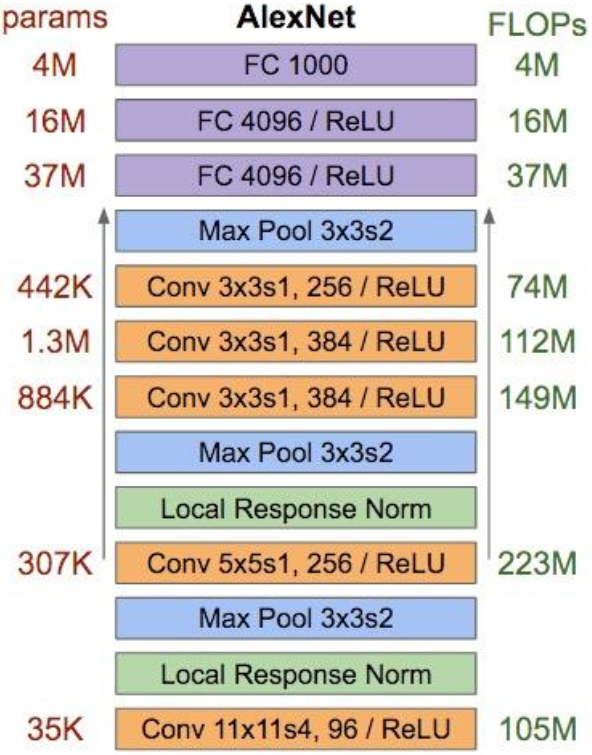 params AlexNet FLOPs
4M FC 1000 4M
16M FC 4096 / ReLU 16M
37M FC 4096 / ReLU 37M
Max Pool 3x3s2
442K Conv 3x3s1, 256 / ReLU 74M
1.3M Conv 3x3s1, 384 / ReLU 112M
884K Conv 3x3s1, 384 / ReLU 149M
Max Pool 3x3s2
Local Response Norm
307K Conv 5x5s1, 256 / ReLU 223M
Max Pool 3x3s2
Local Response Norm
35K Conv 11x11s4, 96 / ReLU 105M